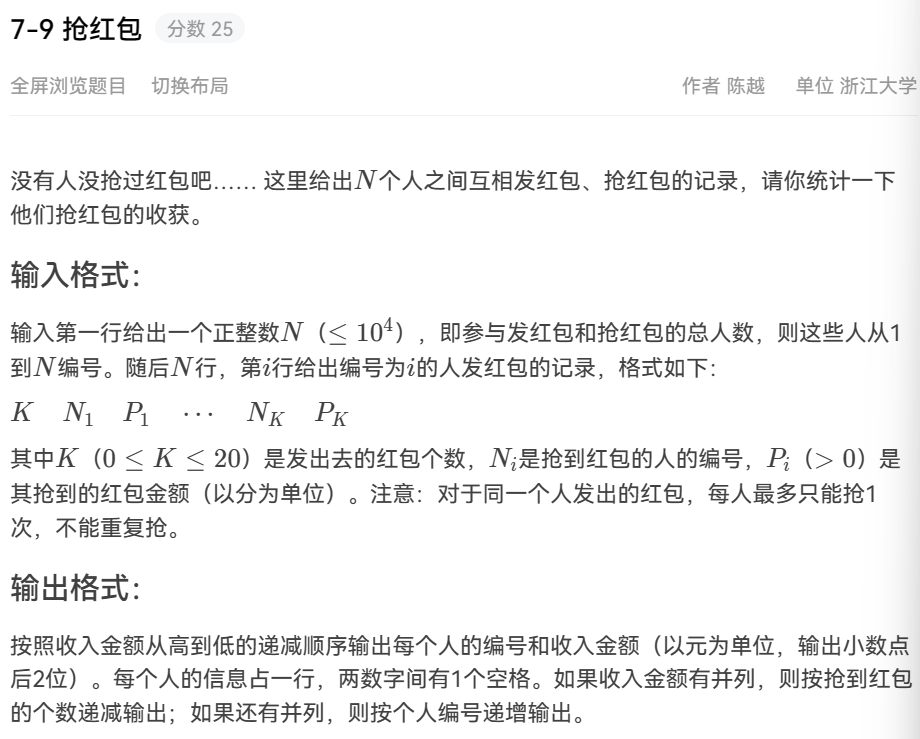 7-9 抢红包 分数 25
全屏浏览题目 切换布局 作者 陈越 单位 浙江大学
没有人没抢过红包吧…… 这里给出N个人之间互相发红包、抢红包的记录，请你统计一下
他们抢红包的收获。
输入格式：
输入第一行给出一个正整数N（≤ 10⁴），即参与发红包和抢红包的总人数，则这些人从1
到N编号。随后N行，第i行给出编号为i的人发红包的记录，格式如下：
K N₁ P₁ ⋯ N_K P_K
其中K（0 ≤ K ≤ 20）是发出去的红包个数，Nᵢ是抢到红包的人的编号，Pᵢ（> 0）是
其抢到的红包金额（以分为单位）。注意：对于同一个人发出的红包，每人最多只能抢1
次，不能重复抢。
输出格式：
按照收入金额从高到低的递减顺序输出每个人的编号和收入金额（以元为单位，输出小数点
后2位）。每个人的信息占一行，两数字间有1个空格。如果收入金额有并列，则按抢到红包
的个数递减输出；如果还有并列，则按个人编号递增输出。